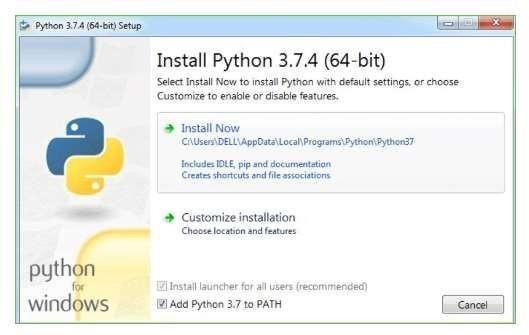 Python 3.7.4 (64-bit) Setup
Install Python 3.7.4 (64-bit)
Select Install Now to install Python with default settings, or choose
Customize to enable or disable features.
Install Now
C:\Users\DELL\AppData\Local\Programs\Python\Python37
Includes IDLE, pip and documentation
Creates shortcuts and file associations
Customize installation
Choose location and features
python
for
windows
Install launcher for all users (recommended)
Add Python 3.7 to PATH
Cancel